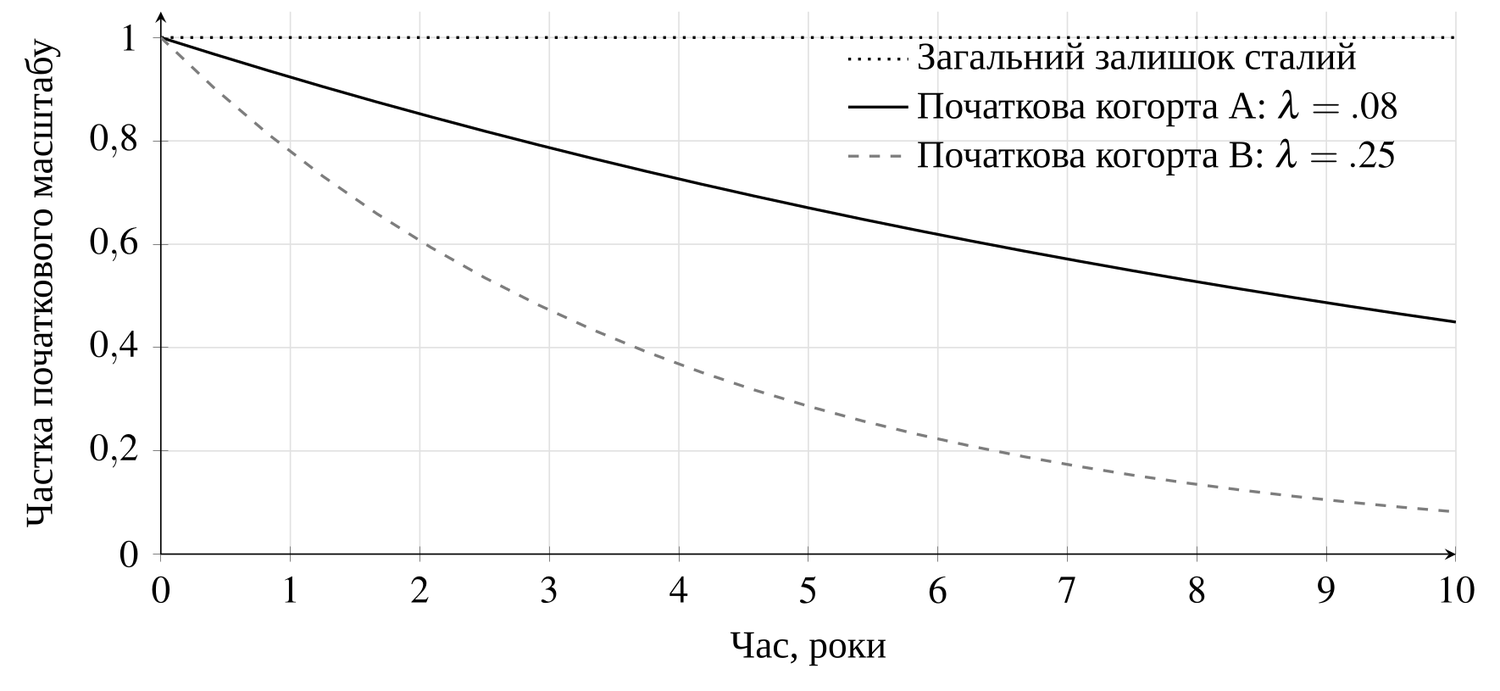 Частка початкового масштабу
1
0,8
0,6
0,4
0,2
0
Загальний залишок сталий
Початкова когорта А: λ = .08
Початкова когорта В: λ = .25
0 1 2 3 4 5 6 7 8 9 10
Час, роки